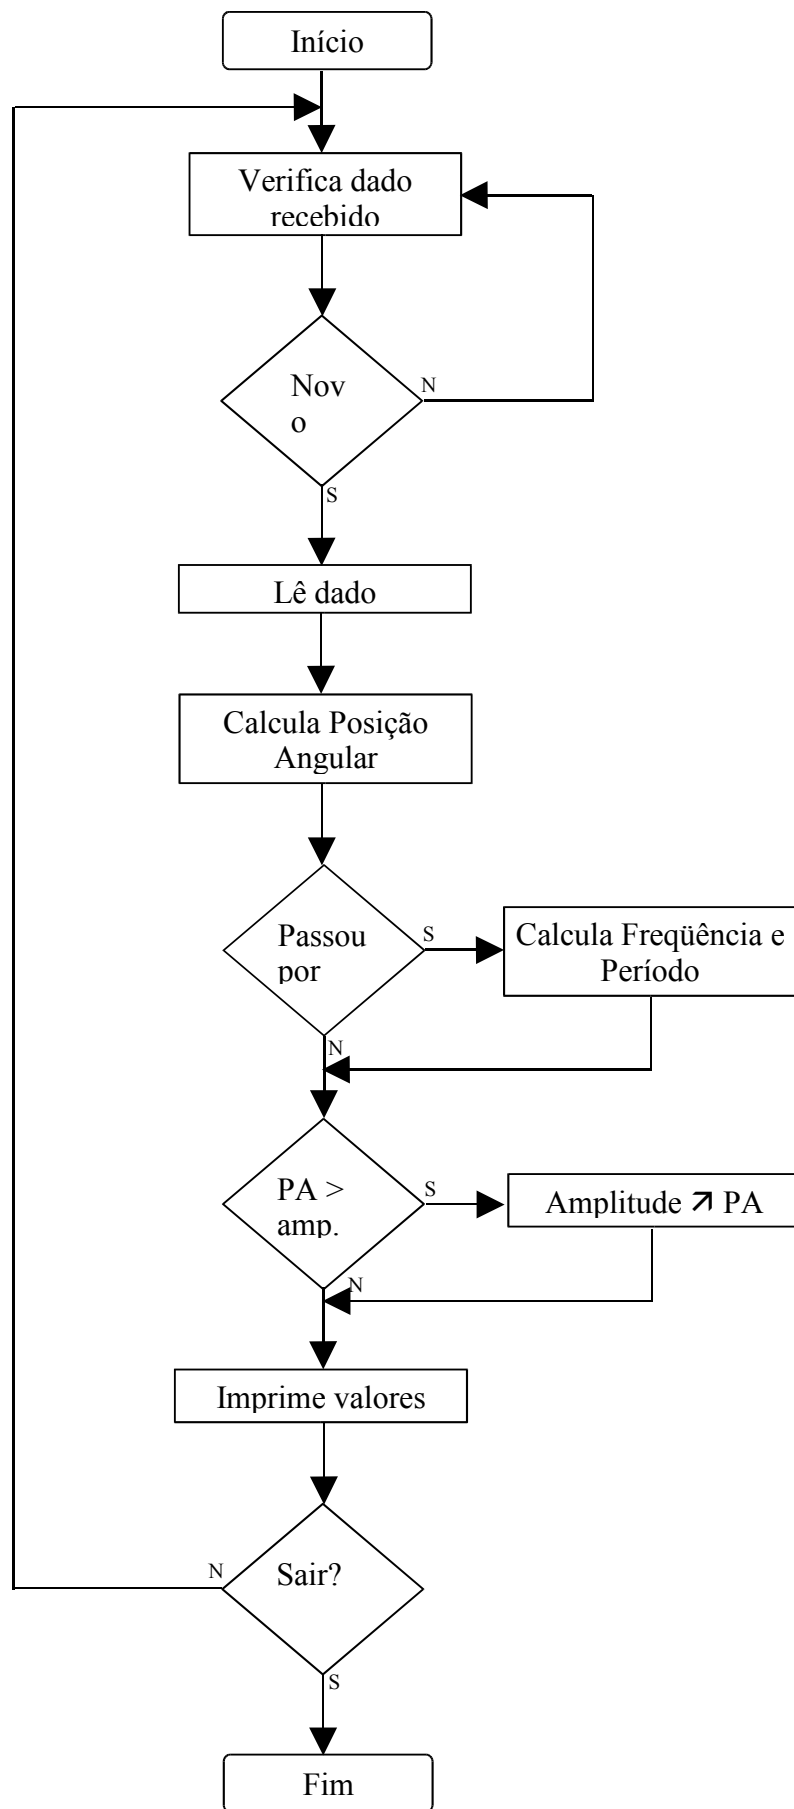 Início
Verifica dado
recebido
Nov
o
N
S
Lê dado
Calcula Posição
Angular
Passou
por
S
Calcula Freqüência e
Período
N
PA >
amp.
S
Amplitude ↗ PA
N
Imprime valores
Sair?
N
S
Fim